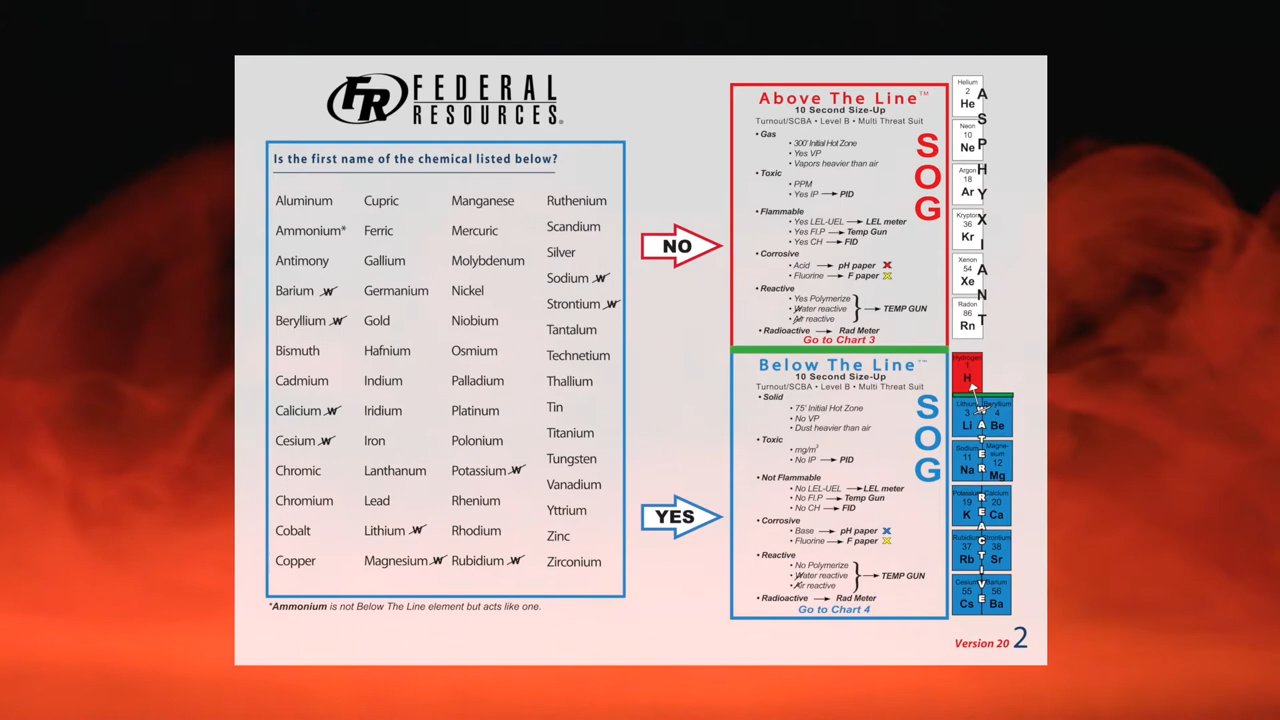 FR FEDERAL
RESOURCES®
Is the first name of the chemical listed below?
Aluminum
Ammonium*
Antimony
Barium W
Beryllium W
Bismuth
Cadmium
Calicium W
Cesium W
Chromic
Chromium
Cobalt
Copper
Cupric
Ferric
Gallium
Germanium
Gold
Hafnium
Indium
Iridium
Iron
Lanthanum
Lead
Lithium W
Magnesium W
Manganese
Mercuric
Molybdenum
Nickel
Niobium
Osmium
Palladium
Platinum
Polonium
Potassium W
Rhenium
Rhodium
Rubidium W
Ruthenium
Scandium
Silver
Sodium W
Strontium W
Tantalum
Technetium
Thallium
Tin
Titanium
Tungsten
Vanadium
Yttrium
Zinc
Zirconium
*Ammonium is not Below The Line element but acts like one.
NO
YES
Above The Line™
10 Second Size-Up
Turnout/SCBA • Level B • Multi Threat Suit
• Gas
• 300' Initial Hot Zone
• Yes VP
• Vapors heavier than air
• Toxic
• PPM
• Yes IP → PID
• Flammable
• Yes LEL-UEL → LEL meter
• Yes Fl.P → Temp Gun
• Yes CH → FID
• Corrosive
• Acid → pH paper X
• Fluorine → F paper X
• Reactive
• Yes Polymerize
• Water reactive → TEMP GUN
• Air reactive
• Radioactive → Rad Meter
Go to Chart 3
SOG
Below The Line™
10 Second Size-Up
Turnout/SCBA • Level B • Multi Threat Suit
• Solid
• 75' Initial Hot Zone
• No VP
• Dust heavier than air
• Toxic
• mg/m³
• No IP → PID
• Not Flammable
• No LEL-UEL → LEL meter
• No Fl.P → Temp Gun
• No CH → FID
• Corrosive
• Base → pH paper X
• Fluorine → F paper X
• Reactive
• No Polymerize
• Water reactive → TEMP GUN
• Air reactive
• Radioactive → Rad Meter
Go to Chart 4
SOG
Helium
2
He
Neon
10
Ne
Argon
18
Ar
Krypton
36
Kr
Xenon
54
Xe
Radon
86
Rn
ASPHYXIANT
Hydrogen
1
H
Lithium Beryllium
3 4
Li Be
Sodium Magne-
sium
11 12
Na Mg
Potassium Calcium
19 20
K Ca
Rubidium Strontium
37 38
Rb Sr
Cesium Barium
55 56
Cs Ba
WATER REACTIVE
Version 20 2